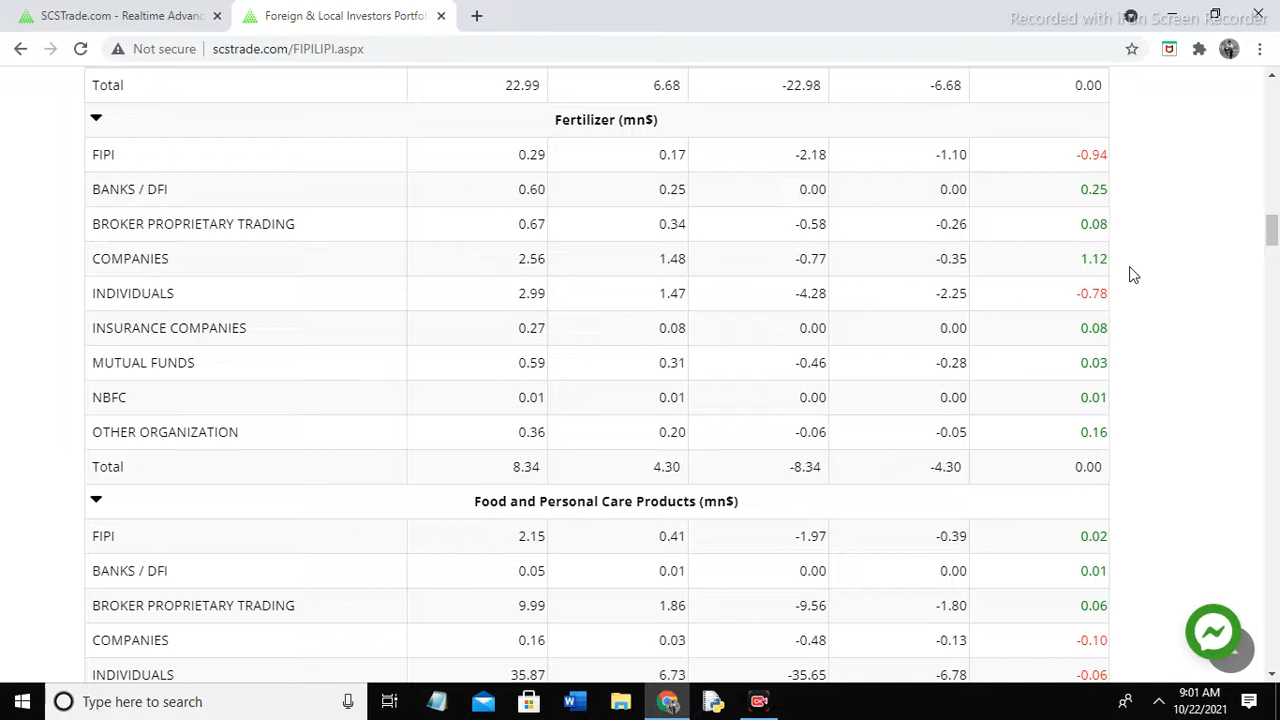 SCSTrade.com - Realtime Advanc
Foreign & Local Investors Portfol
Recorded with iFun Screen Recorder
Not secure scstrade.com/FIPILIPI.aspx
Total 22.99 6.68 -22.98 -6.68 0.00
Fertilizer (mn$)
FIPI 0.29 0.17 -2.18 -1.10 -0.94
BANKS / DFI 0.60 0.25 0.00 0.00 0.25
BROKER PROPRIETARY TRADING 0.67 0.34 -0.58 -0.26 0.08
COMPANIES 2.56 1.48 -0.77 -0.35 1.12
INDIVIDUALS 2.99 1.47 -4.28 -2.25 -0.78
INSURANCE COMPANIES 0.27 0.08 0.00 0.00 0.08
MUTUAL FUNDS 0.59 0.31 -0.46 -0.28 0.03
NBFC 0.01 0.01 0.00 0.00 0.01
OTHER ORGANIZATION 0.36 0.20 -0.06 -0.05 0.16
Total 8.34 4.30 -8.34 -4.30 0.00
Food and Personal Care Products (mn$)
FIPI 2.15 0.41 -1.97 -0.39 0.02
BANKS / DFI 0.05 0.01 0.00 0.00 0.01
BROKER PROPRIETARY TRADING 9.99 1.86 -9.56 -1.80 0.06
COMPANIES 0.16 0.03 -0.48 -0.13 -0.10
INDIVIDUALS 35.87 6.73 -35.65 -6.78 -0.06
Type here to search
9:01 AM
10/22/2021